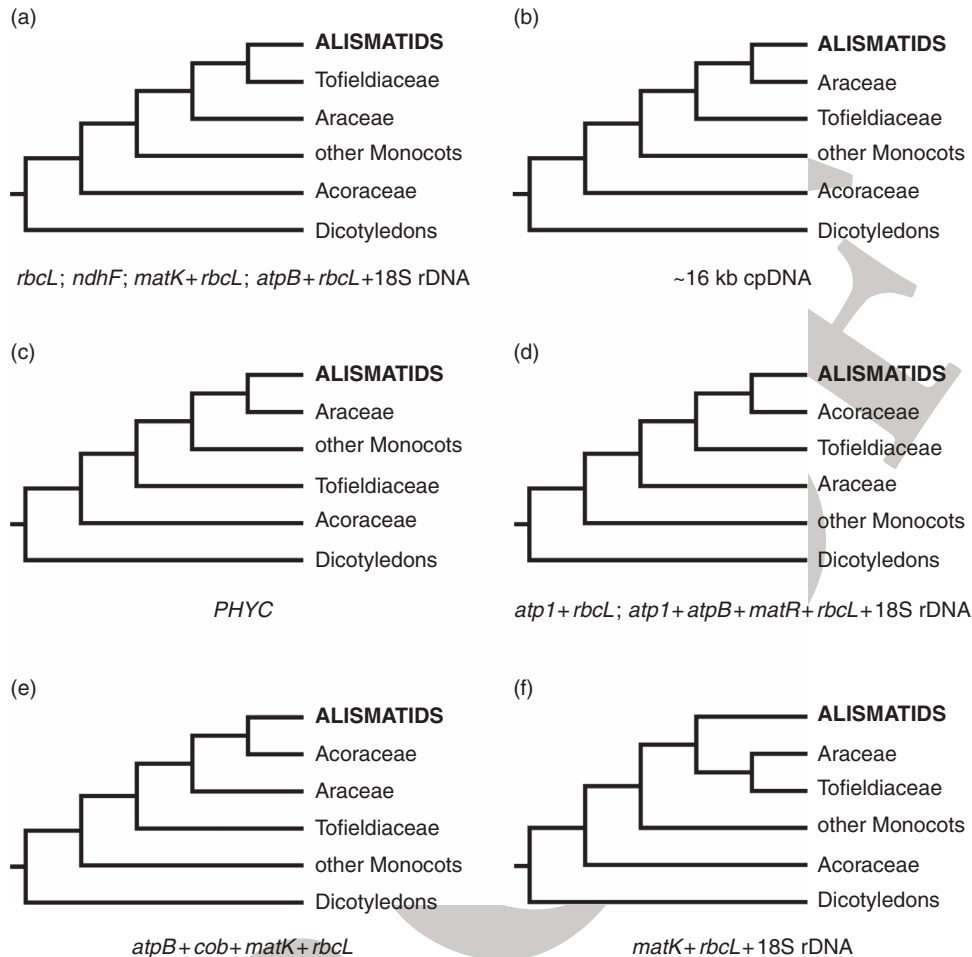 (a)
ALISMATIDS
Tofieldiaceae
Araceae
other Monocots
Acoraceae
Dicotyledons
rbcL; ndhF; matK+rbcL; atpB+rbcL+18S rDNA
(b)
ALISMATIDS
Araceae
Tofieldiaceae
other Monocots
Acoraceae
Dicotyledons
~16 kb cpDNA
(c)
ALISMATIDS
Araceae
other Monocots
Tofieldiaceae
Acoraceae
Dicotyledons
PHYC
(d)
ALISMATIDS
Acoraceae
Tofieldiaceae
Araceae
other Monocots
Dicotyledons
atp1+rbcL; atp1+atpB+matR+rbcL+18S rDNA
(e)
ALISMATIDS
Acoraceae
Araceae
Tofieldiaceae
other Monocots
Dicotyledons
atpB+cob+matK+rbcL
(f)
ALISMATIDS
Araceae
Tofieldiaceae
other Monocots
Acoraceae
Dicotyledons
matK+rbcL+18S rDNA